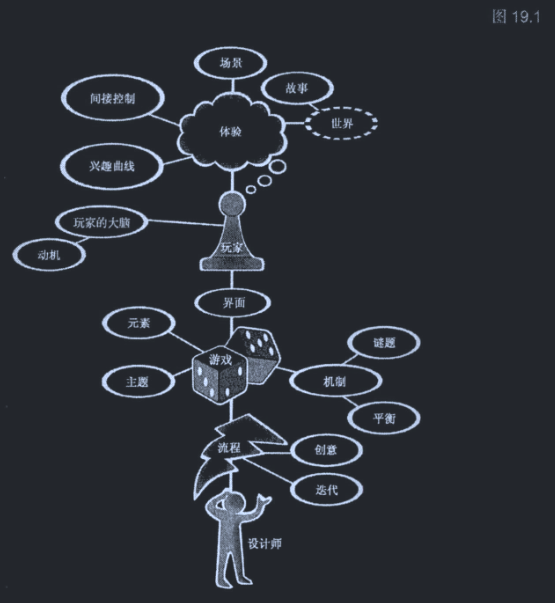 图 19.1
场景
故事
间接控制
体验
世界
兴趣曲线
玩家的大脑
动机
玩家
界面
元素
游戏
谜题
主题
机制
平衡
流程
创意
迭代
设计师